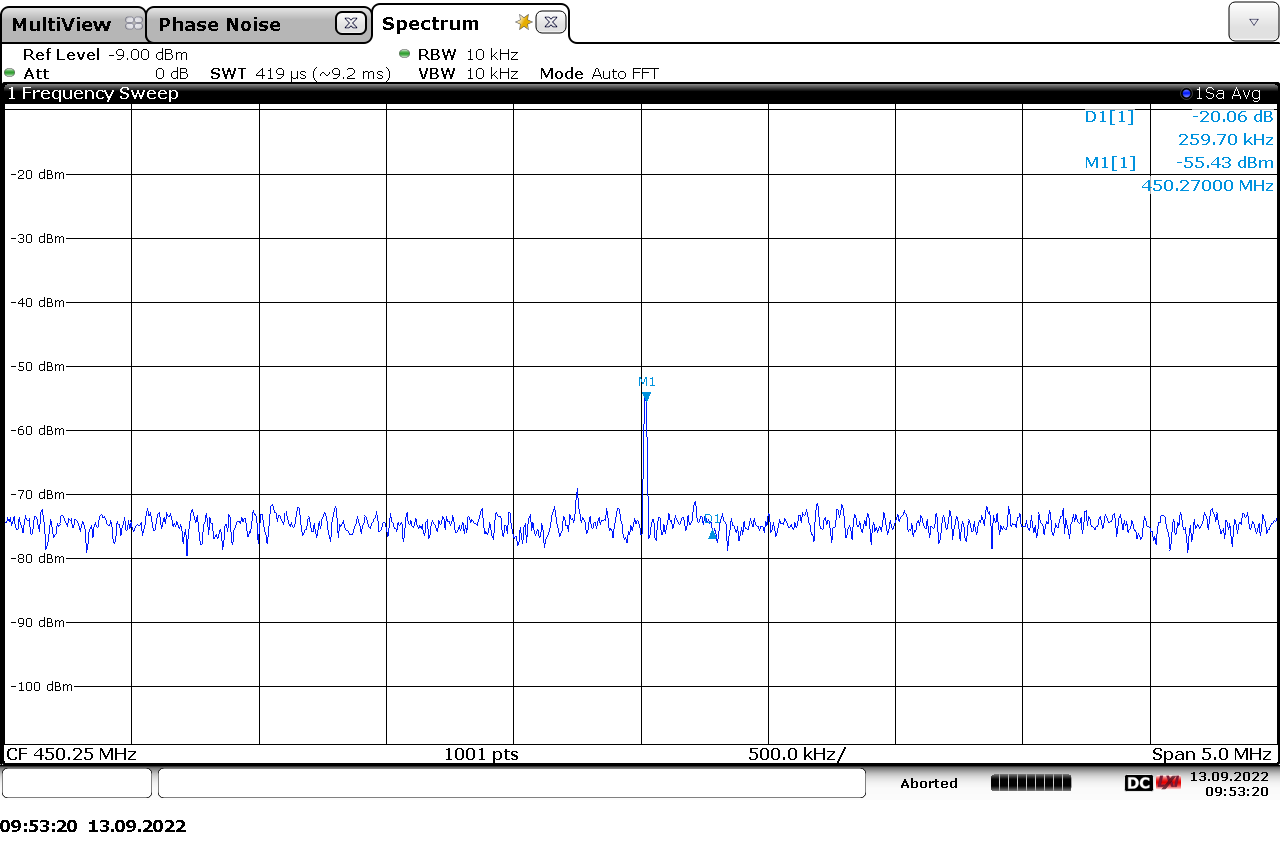 MultiView Phase Noise Spectrum
Ref Level -9.00 dBm RBW 10 kHz
Att 0 dB SWT 419 µs (~9.2 ms) VBW 10 kHz Mode Auto FFT
1 Frequency Sweep 1Sa Avg
D1[1] -20.06 dB
259.70 kHz
M1[1] -55.43 dBm
450.27000 MHz
-20 dBm
-30 dBm
-40 dBm
-50 dBm
M1
-60 dBm
-70 dBm
D1
-80 dBm
-90 dBm
-100 dBm
CF 450.25 MHz 1001 pts 500.0 kHz/ Span 5.0 MHz
Aborted DC 13.09.2022
09:53:20
09:53:20 13.09.2022